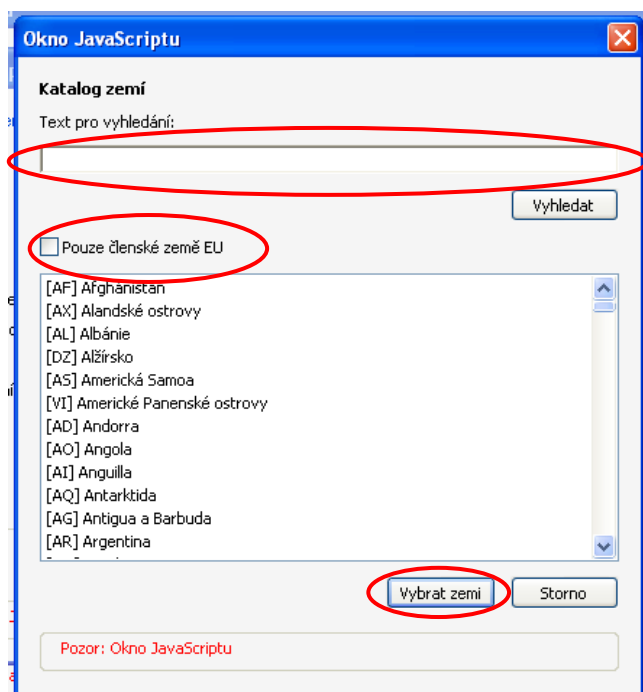 Okno JavaScriptu
Katalog zemí
Text pro vyhledání:
Vyhledat
Pouze členské země EU
[AF] Afghánistán
[AX] Alandské ostrovy
[AL] Albánie
[DZ] Alžírsko
[AS] Americká Samoa
[VI] Americké Panenské ostrovy
[AD] Andorra
[AO] Angola
[AI] Anguilla
[AQ] Antarktida
[AG] Antigua a Barbuda
[AR] Argentina
Vybrat zemi Storno
Pozor: Okno JavaScriptu